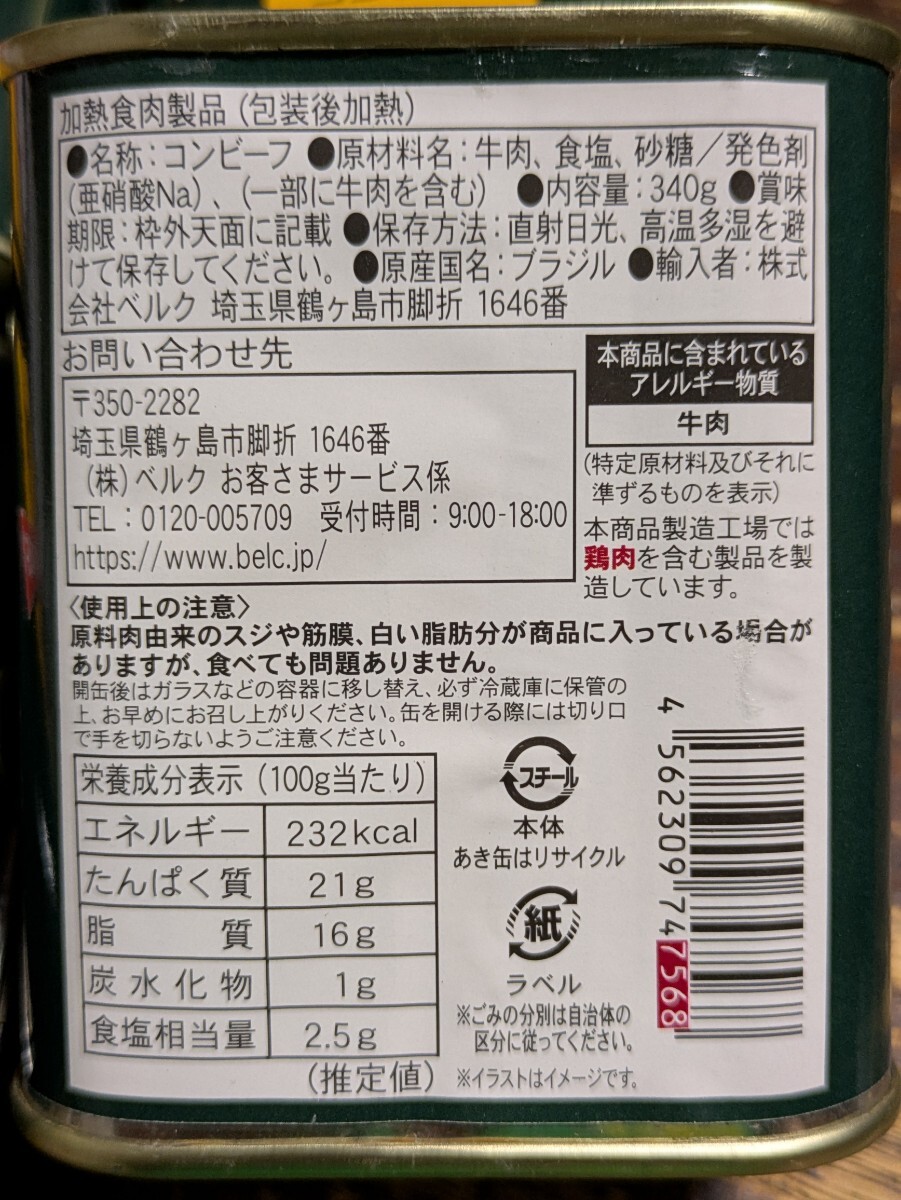 加熱食肉製品（包装後加熱）
●名称：コンビーフ ●原材料名：牛肉、食塩、砂糖／発色剤
（亜硝酸Na）、（一部に牛肉を含む） ●内容量：340g ●賞味
期限：枠外天面に記載 ●保存方法：直射日光、高温多湿を避
けて保存してください。 ●原産国名：ブラジル ●輸入者：株式
会社ベルク 埼玉県鶴ヶ島市脚折 1646番
お問い合わせ先
〒350-2282
埼玉県鶴ヶ島市脚折 1646番
（株）ベルク お客さまサービス係
TEL：0120-005709 受付時間：9:00-18:00
https://www.belc.jp/
本商品に含まれている
アレルギー物質
牛肉
（特定原材料及びそれに
準ずるものを表示）
本商品製造工場では
鶏肉を含む製品を製
造しています。
〈使用上の注意〉
原料肉由来のスジや筋膜、白い脂肪分が商品に入っている場合が
ありますが、食べても問題ありません。
開缶後はガラスなどの容器に移し替え、必ず冷蔵庫に保管の
上、お早めにお召し上がりください。缶を開ける際には切り口
で手を切らないようご注意ください。
栄養成分表示（100g当たり）
エネルギー 232kcal
たんぱく質 21g
脂質 16g
炭水化物 1g
食塩相当量 2.5g
（推定値）
スチール
本体
あき缶はリサイクル
紙
ラベル
※ごみの分別は自治体の
区分に従ってください。
※イラストはイメージです。
4 562309 747568